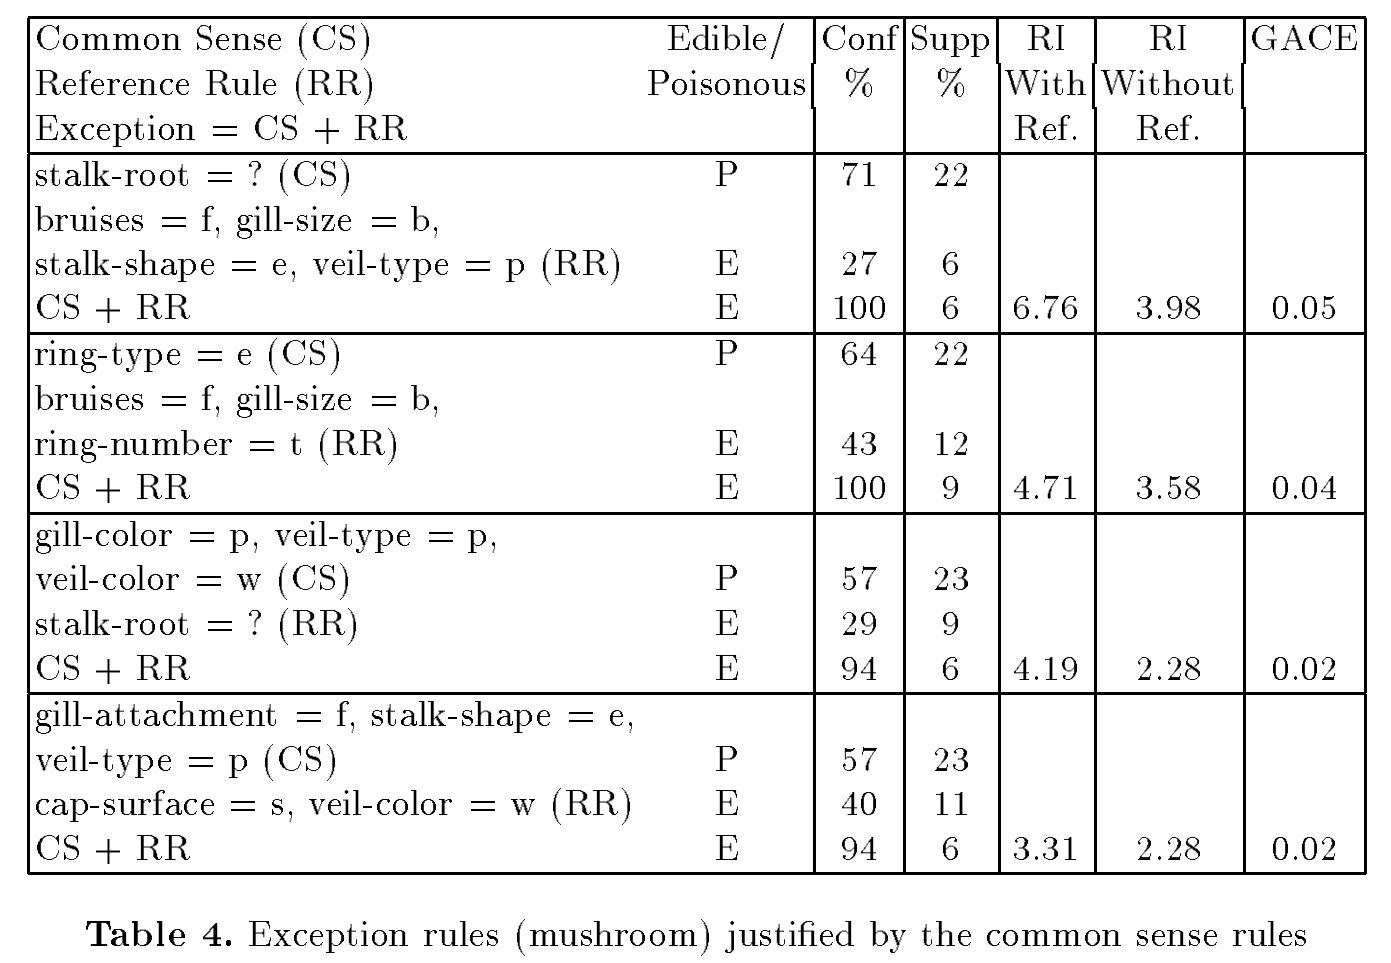 Common Sense (CS) Edible/ Conf Supp RI RI GACE
Reference Rule (RR) Poisonous % % With Without
Exception = CS + RR Ref. Ref.
stalk-root = ? (CS) P 71 22
bruises = f, gill-size = b,
stalk-shape = e, veil-type = p (RR) E 27 6
CS + RR E 100 6 6.76 3.98 0.05
ring-type = e (CS) P 64 22
bruises = f, gill-size = b,
ring-number = t (RR) E 43 12
CS + RR E 100 9 4.71 3.58 0.04
gill-color = p, veil-type = p,
veil-color = w (CS) P 57 23
stalk-root = ? (RR) E 29 9
CS + RR E 94 6 4.19 2.28 0.02
gill-attachment = f, stalk-shape = e,
veil-type = p (CS) P 57 23
cap-surface = s, veil-color = w (RR) E 40 11
CS + RR E 94 6 3.31 2.28 0.02
Table 4. Exception rules (mushroom) justified by the common sense rules